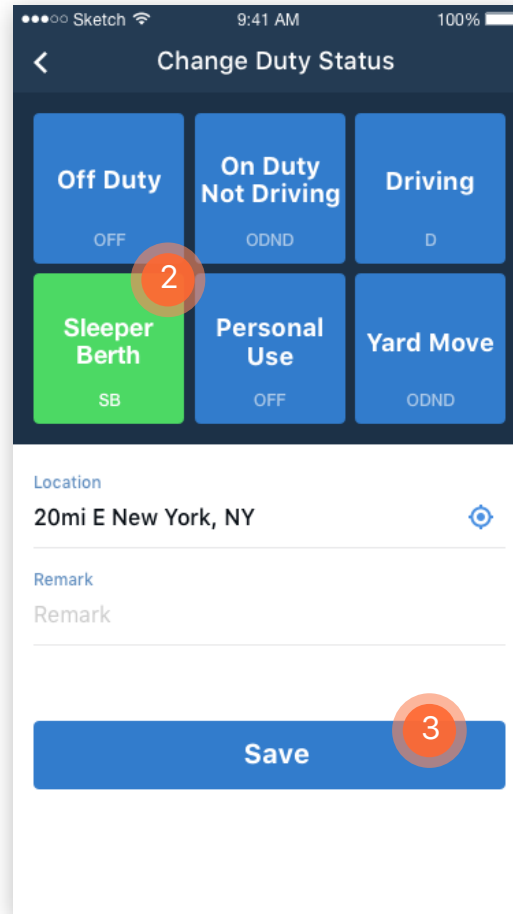 Sketch 9:41 AM 100%
Change Duty Status
Off Duty
OFF
On Duty
Not Driving
ODND
Driving
D
2
Sleeper
Berth
SB
Personal
Use
OFF
Yard Move
ODND
Location
20mi E New York, NY
Remark
Remark
3
Save